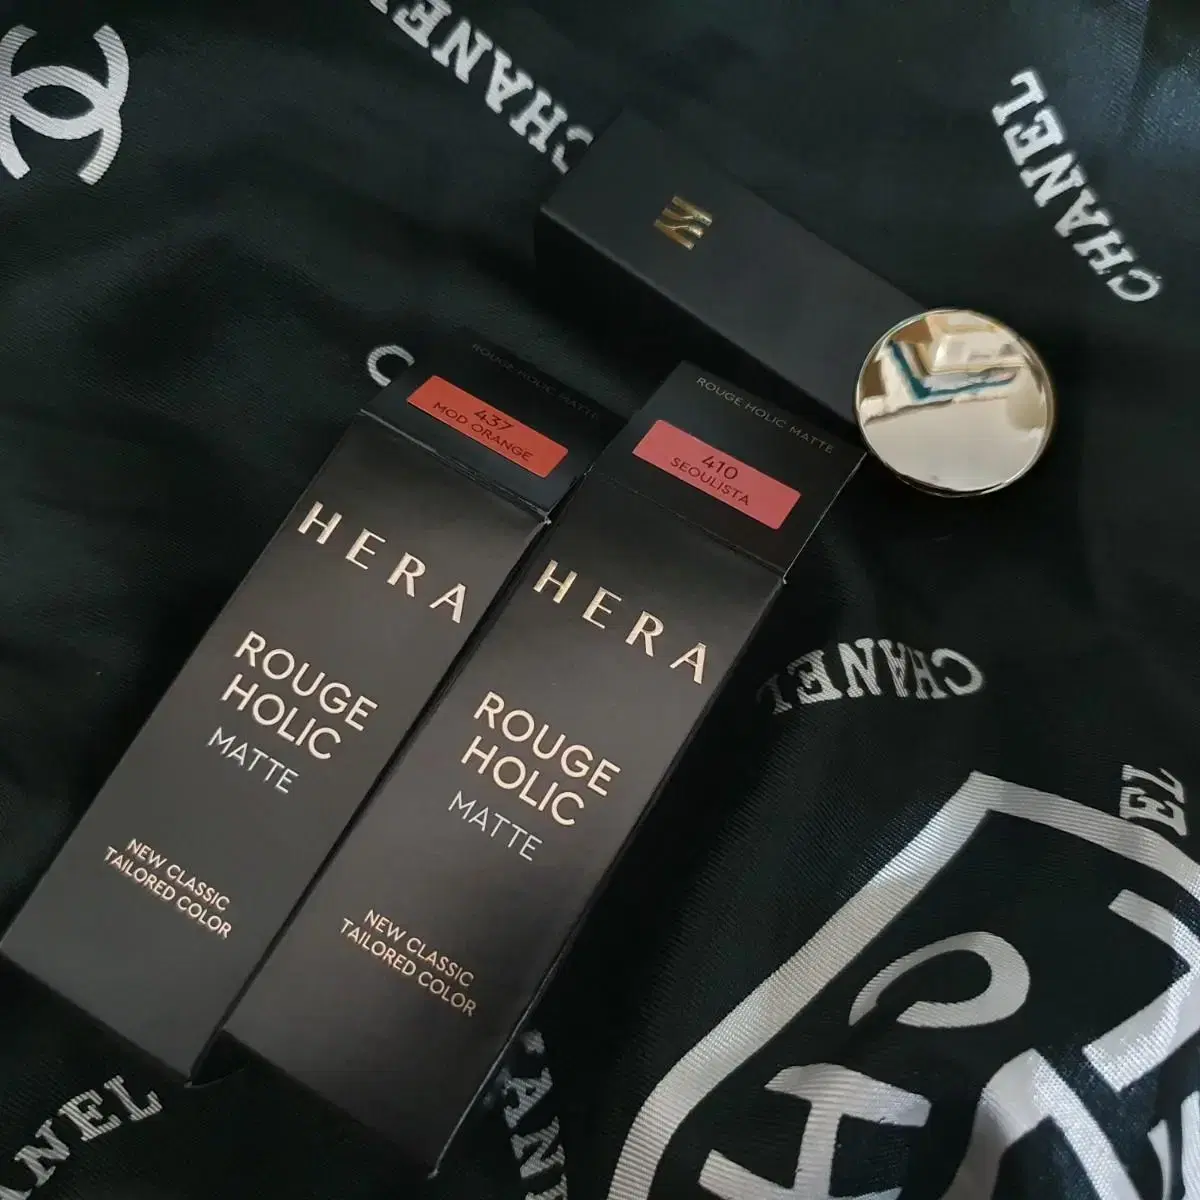 CHANEL
CHANEL
ROUGE HOLIC MATTE
437
MOD ORANGE
HERA
ROUGE
HOLIC
MATTE
NEW CLASSIC
TAILORED COLOR
ROUGE HOLIC MATTE
410
SEOULISTA
HERA
ROUGE
HOLIC
MATTE
NEW CLASSIC
TAILORED COLOR
CHANEL